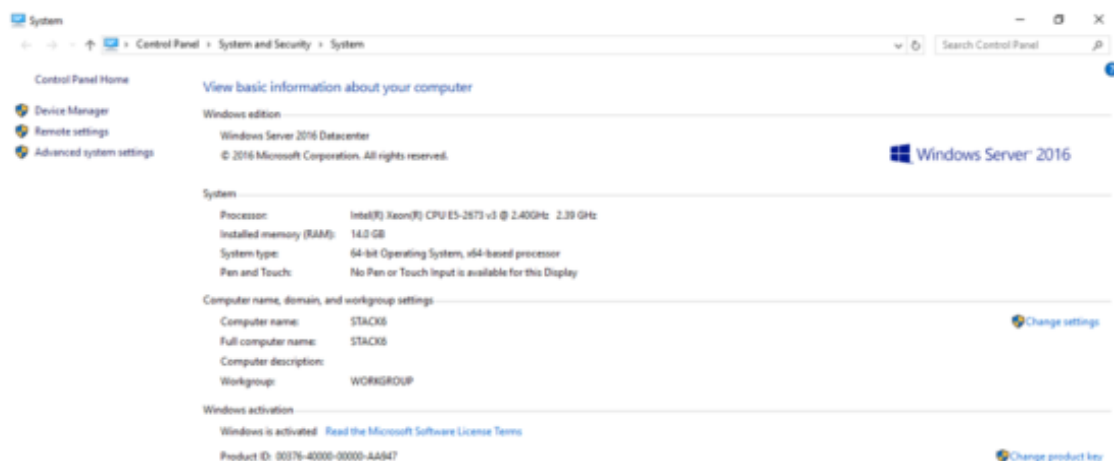 System
Control Panel › System and Security › System
Search Control Panel
Control Panel Home
Device Manager
Remote settings
Advanced system settings
View basic information about your computer
Windows edition
Windows Server 2016 Datacenter
© 2016 Microsoft Corporation. All rights reserved.
Windows Server® 2016
System
Processor: Intel(R) Xeon(R) CPU E5-2673 v3 @ 2.40GHz 2.39 GHz
Installed memory (RAM): 14.0 GB
System type: 64-bit Operating System, x64-based processor
Pen and Touch: No Pen or Touch Input is available for this Display
Computer name, domain, and workgroup settings
Computer name: STACK6
Change settings
Full computer name: STACK6
Computer description:
Workgroup: WORKGROUP
Windows activation
Windows is activated Read the Microsoft Software License Terms
Product ID: 00376-40000-00000-AA947
Change product key